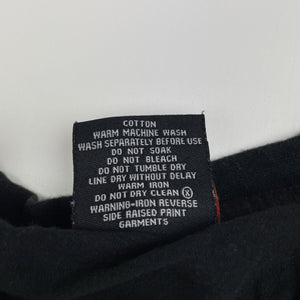 COTTON
WARM MACHINE WASH
WASH SEPARATELY BEFORE USE
DO NOT SOAK
DO NOT BLEACH
DO NOT TUMBLE DRY
LINE DRY WITHOUT DELAY
WARM IRON
DO NOT DRY CLEAN Ⓧ
WARNING-IRON REVERSE
SIDE RAISED PRINT
GARMENTS